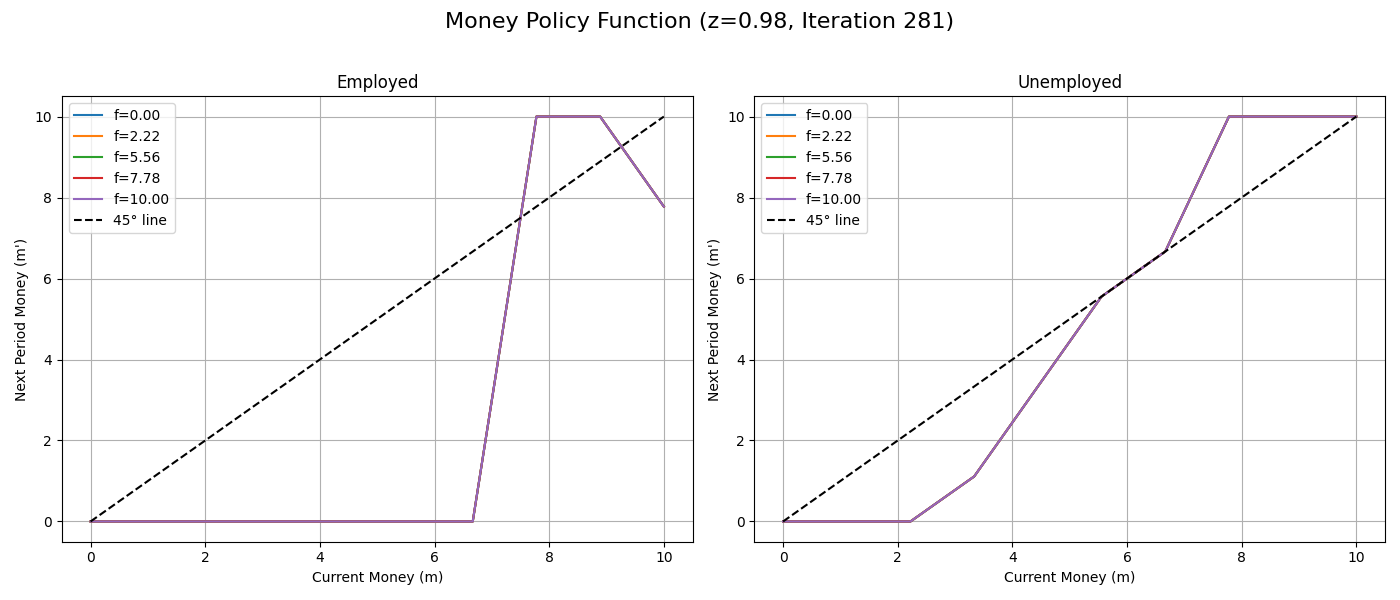 Money Policy Function (z=0.98, Iteration 281)
Employed
f=0.00
f=2.22
f=5.56
f=7.78
f=10.00
45° line
10
8
6
4
2
0
Next Period Money (m')
0
2
4
6
8
10
Current Money (m)
Unemployed
f=0.00
f=2.22
f=5.56
f=7.78
f=10.00
45° line
10
8
6
4
2
0
Next Period Money (m')
0
2
4
6
8
10
Current Money (m)